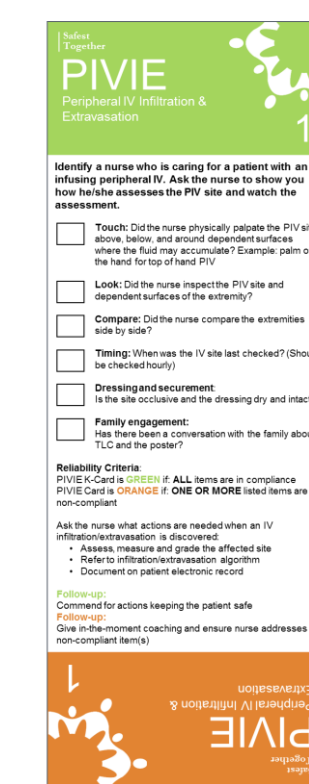 Safest
Together
PIVIE
Peripheral IV Infiltration &
Extravasation
1
Identify a nurse who is caring for a patient with an
infusing peripheral IV. Ask the nurse to show you
how he/she assesses the PIV site and watch the
assessment.
Touch: Did the nurse physically palpate the PIV si
above, below, and around dependent surfaces
where the fluid may accumulate? Example: palm o
the hand for top of hand PIV
Look: Did the nurse inspect the PIV site and
dependent surfaces of the extremity?
Compare: Did the nurse compare the extremities
side by side?
Timing: When was the IV site last checked? (Shou
be checked hourly)
Dressing and securement:
Is the site occlusive and the dressing dry and intact
Family engagement:
Has there been a conversation with the family abou
TLC and the poster?
Reliability Criteria:
PIVIE K-Card is GREEN if: ALL items are in compliance
PIVIE Card is ORANGE if: ONE OR MORE listed items are
non-compliant
Ask the nurse what actions are needed when an IV
infiltration/extravasation is discovered:
• Assess, measure and grade the affected site
• Refer to infiltration/extravasation algorithm
• Document on patient electronic record
Follow-up:
Commend for actions keeping the patient safe
Follow-up:
Give in-the-moment coaching and ensure nurse addresses
non-compliant item(s)
1
Extravasation
Peripheral IV Infiltration &
PIVIE
Together
Safest